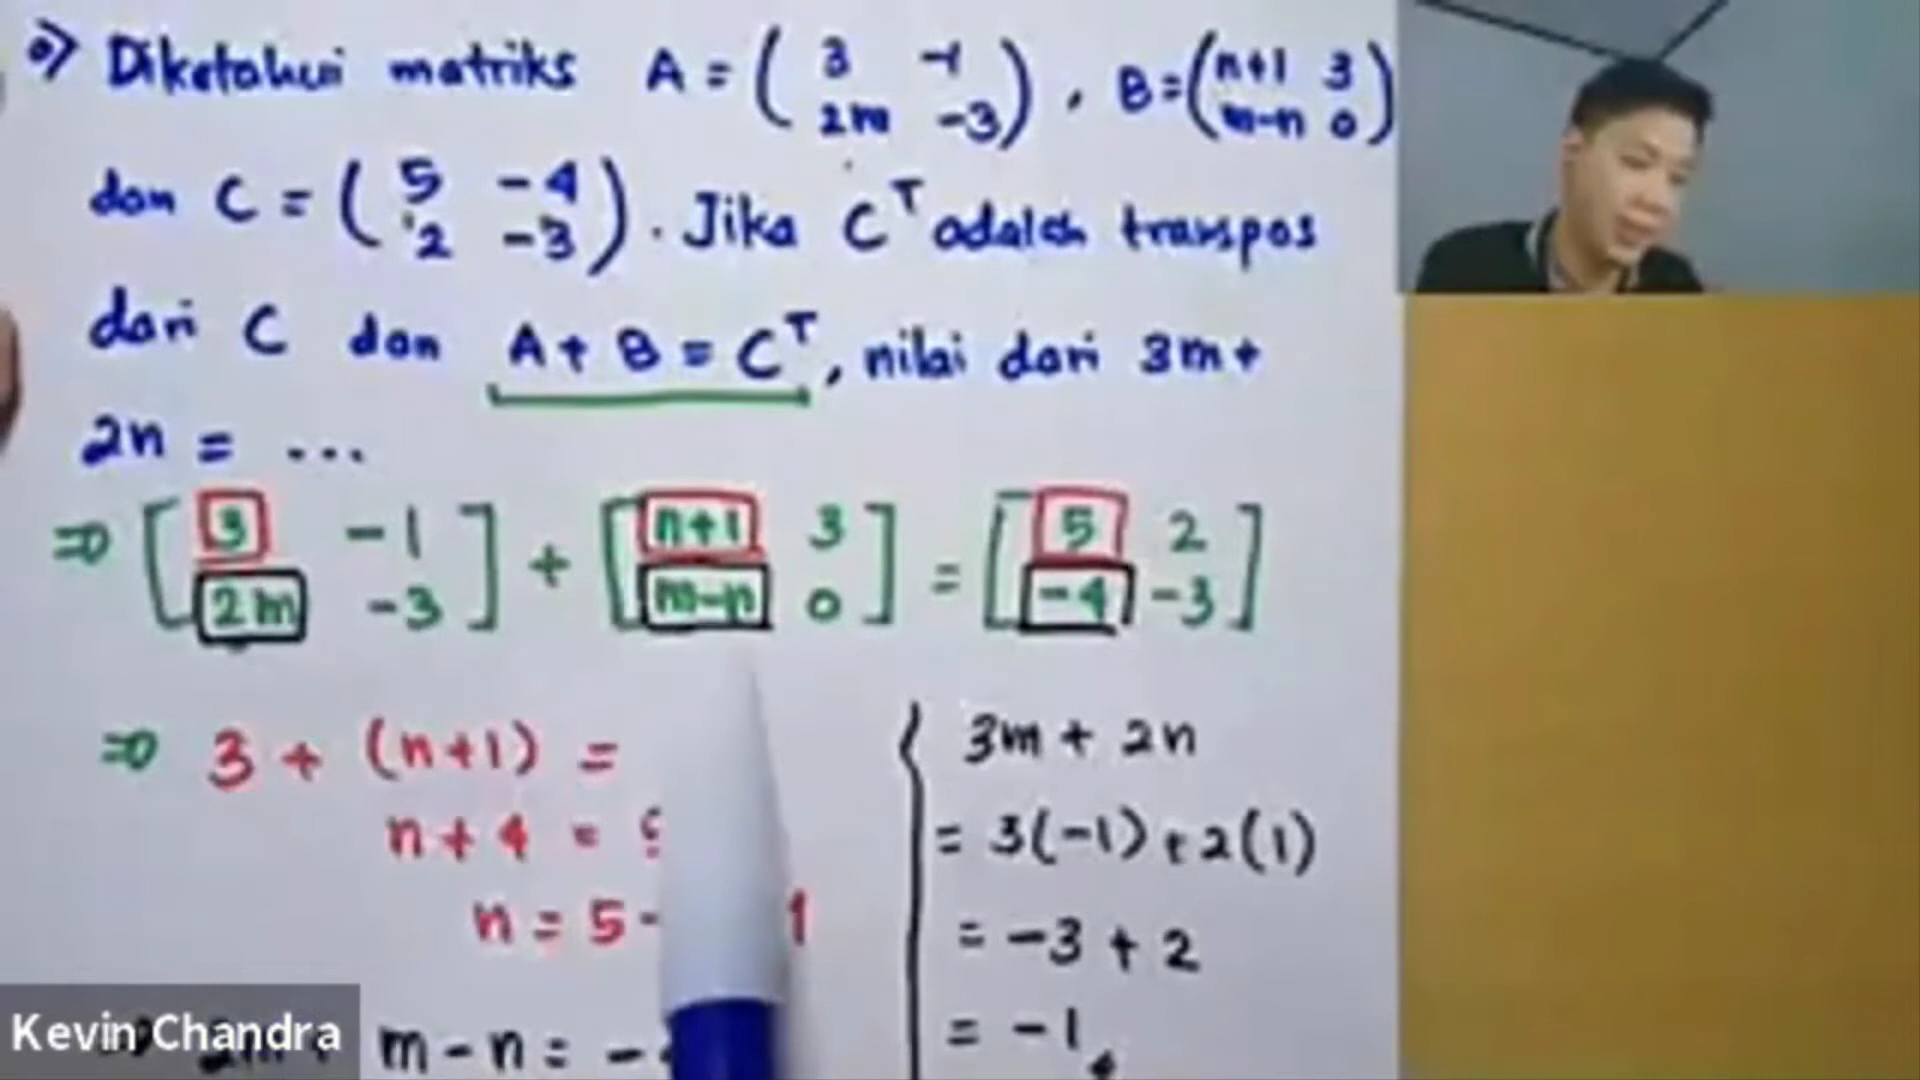 Diketahui matriks A = ( 3 -1 ) , B = ( n+1 3 )
2m -3 m-n 0
dan C = ( 5 -4 ) . Jika C^T adalah transpos
2 -3
dari C dan A + B = C^T, nilai dari 3m +
2n = ...
⇒ [ 3 -1 ] + [ n+1 3 ] = [ 5 2 ]
2m -3 m-n 0 -4 -3
⇒ 3 + (n+1) =
n + 4 =
n = 5 - 1
m - n = -
3m + 2n
= 3(-1) + 2(1)
= -3 + 2
= -1
Kevin Chandra